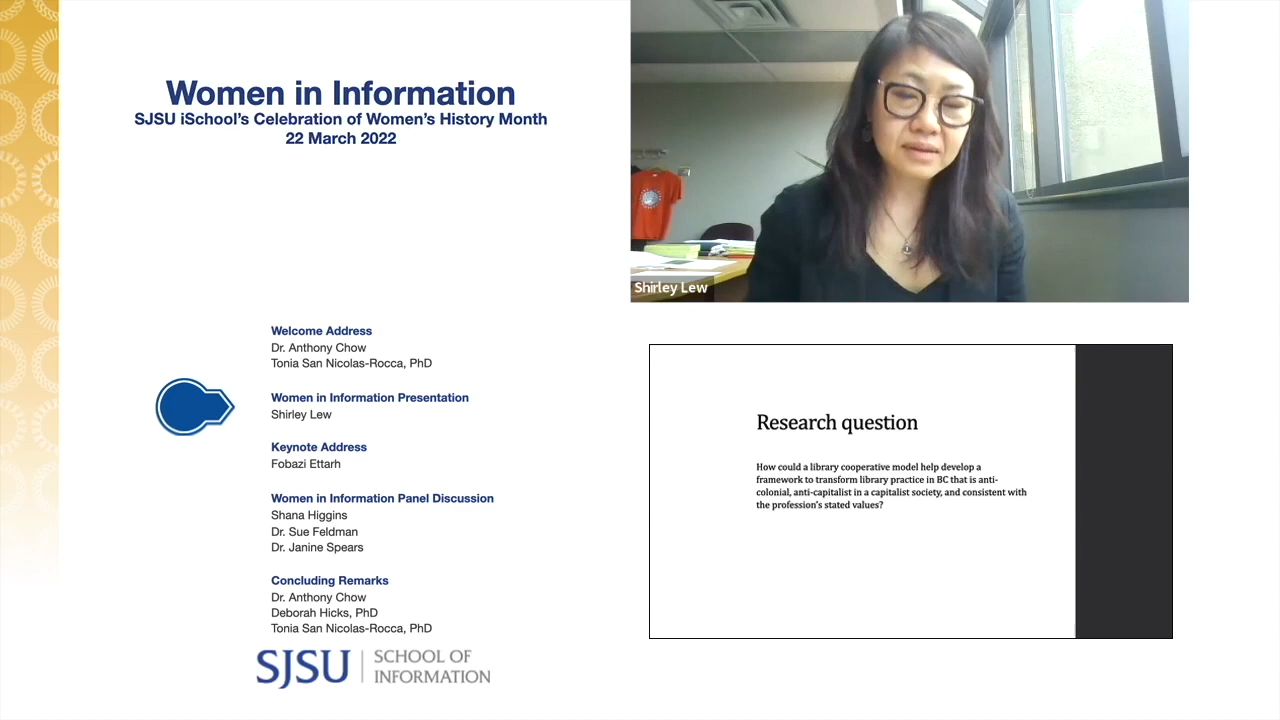 Women in Information
SJSU iSchool's Celebration of Women's History Month
22 March 2022
Shirley Lew
Welcome Address
Dr. Anthony Chow
Tonia San Nicolas-Rocca, PhD
Women in Information Presentation
Shirley Lew
Keynote Address
Fobazi Ettarh
Women in Information Panel Discussion
Shana Higgins
Dr. Sue Feldman
Dr. Janine Spears
Concluding Remarks
Dr. Anthony Chow
Deborah Hicks, PhD
Tonia San Nicolas-Rocca, PhD
SJSU SCHOOL OF
INFORMATION
Research question
How could a library cooperative model help develop a
framework to transform library practice in BC that is anti-
colonial, anti-capitalist in a capitalist society, and consistent with
the profession's stated values?